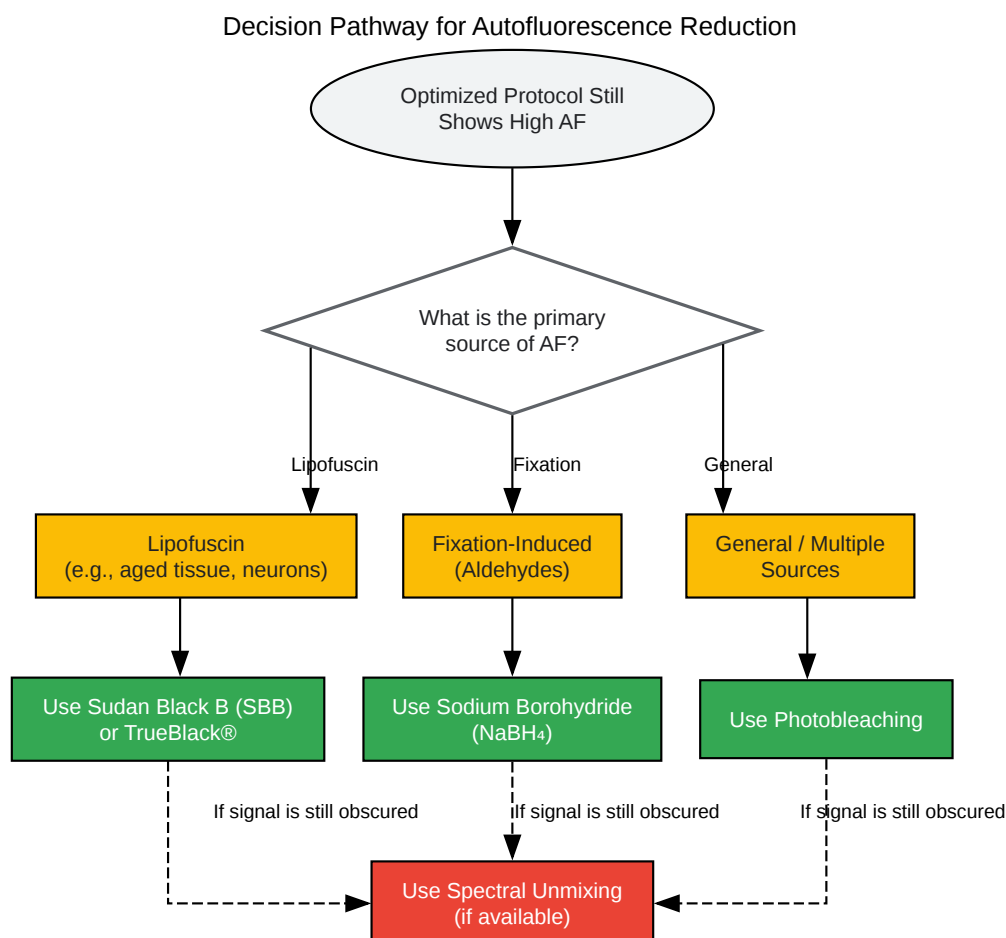 Decision Pathway for Autofluorescence Reduction
Optimized Protocol Still
Shows High AF
What is the primary
source of AF?
Lipofuscin
Fixation
General
Lipofuscin
(e.g., aged tissue, neurons)
Fixation-Induced
(Aldehydes)
General / Multiple
Sources
Use Sudan Black B (SBB)
or TrueBlack®
Use Sodium Borohydride
(NaBH₄)
Use Photobleaching
If signal is still obscured
If signal is still obscured
If signal is still obscured
Use Spectral Unmixing
(if available)